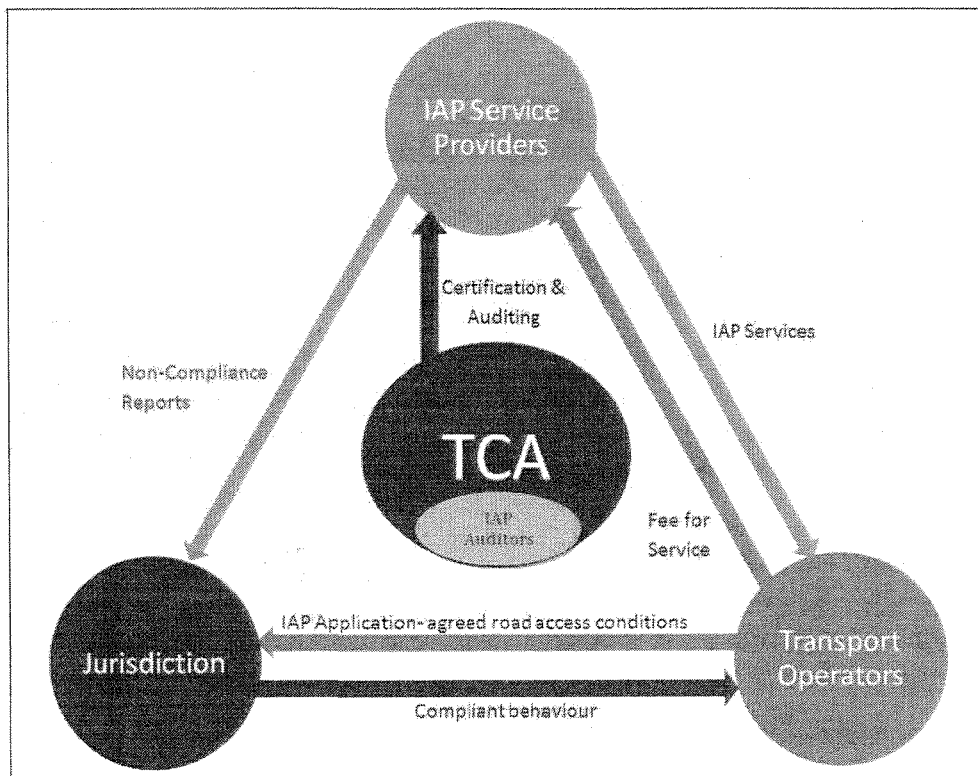 IAP Service
Providers
Certification &
Auditing
IAP Services
Non-Compliance
Reports
TCA
IAP
Auditors
Fee for
Service
IAP Application-agreed road access conditions
Jurisdiction
Transport
Operators
Compliant behaviour